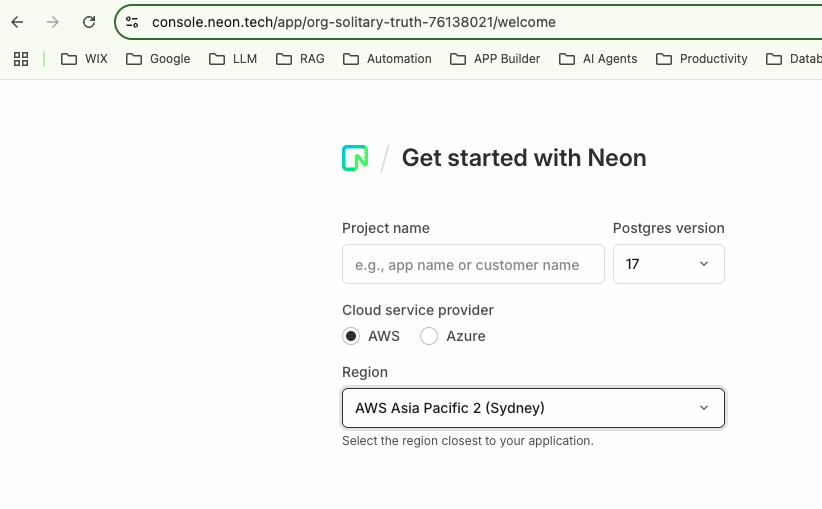 console.neon.tech/app/org-solitary-truth-76138021/welcome
WIX Google LLM RAG Automation APP Builder AI Agents Productivity Datab
Get started with Neon
Project name Postgres version
e.g., app name or customer name 17
Cloud service provider
AWS Azure
Region
AWS Asia Pacific 2 (Sydney)
Select the region closest to your application.